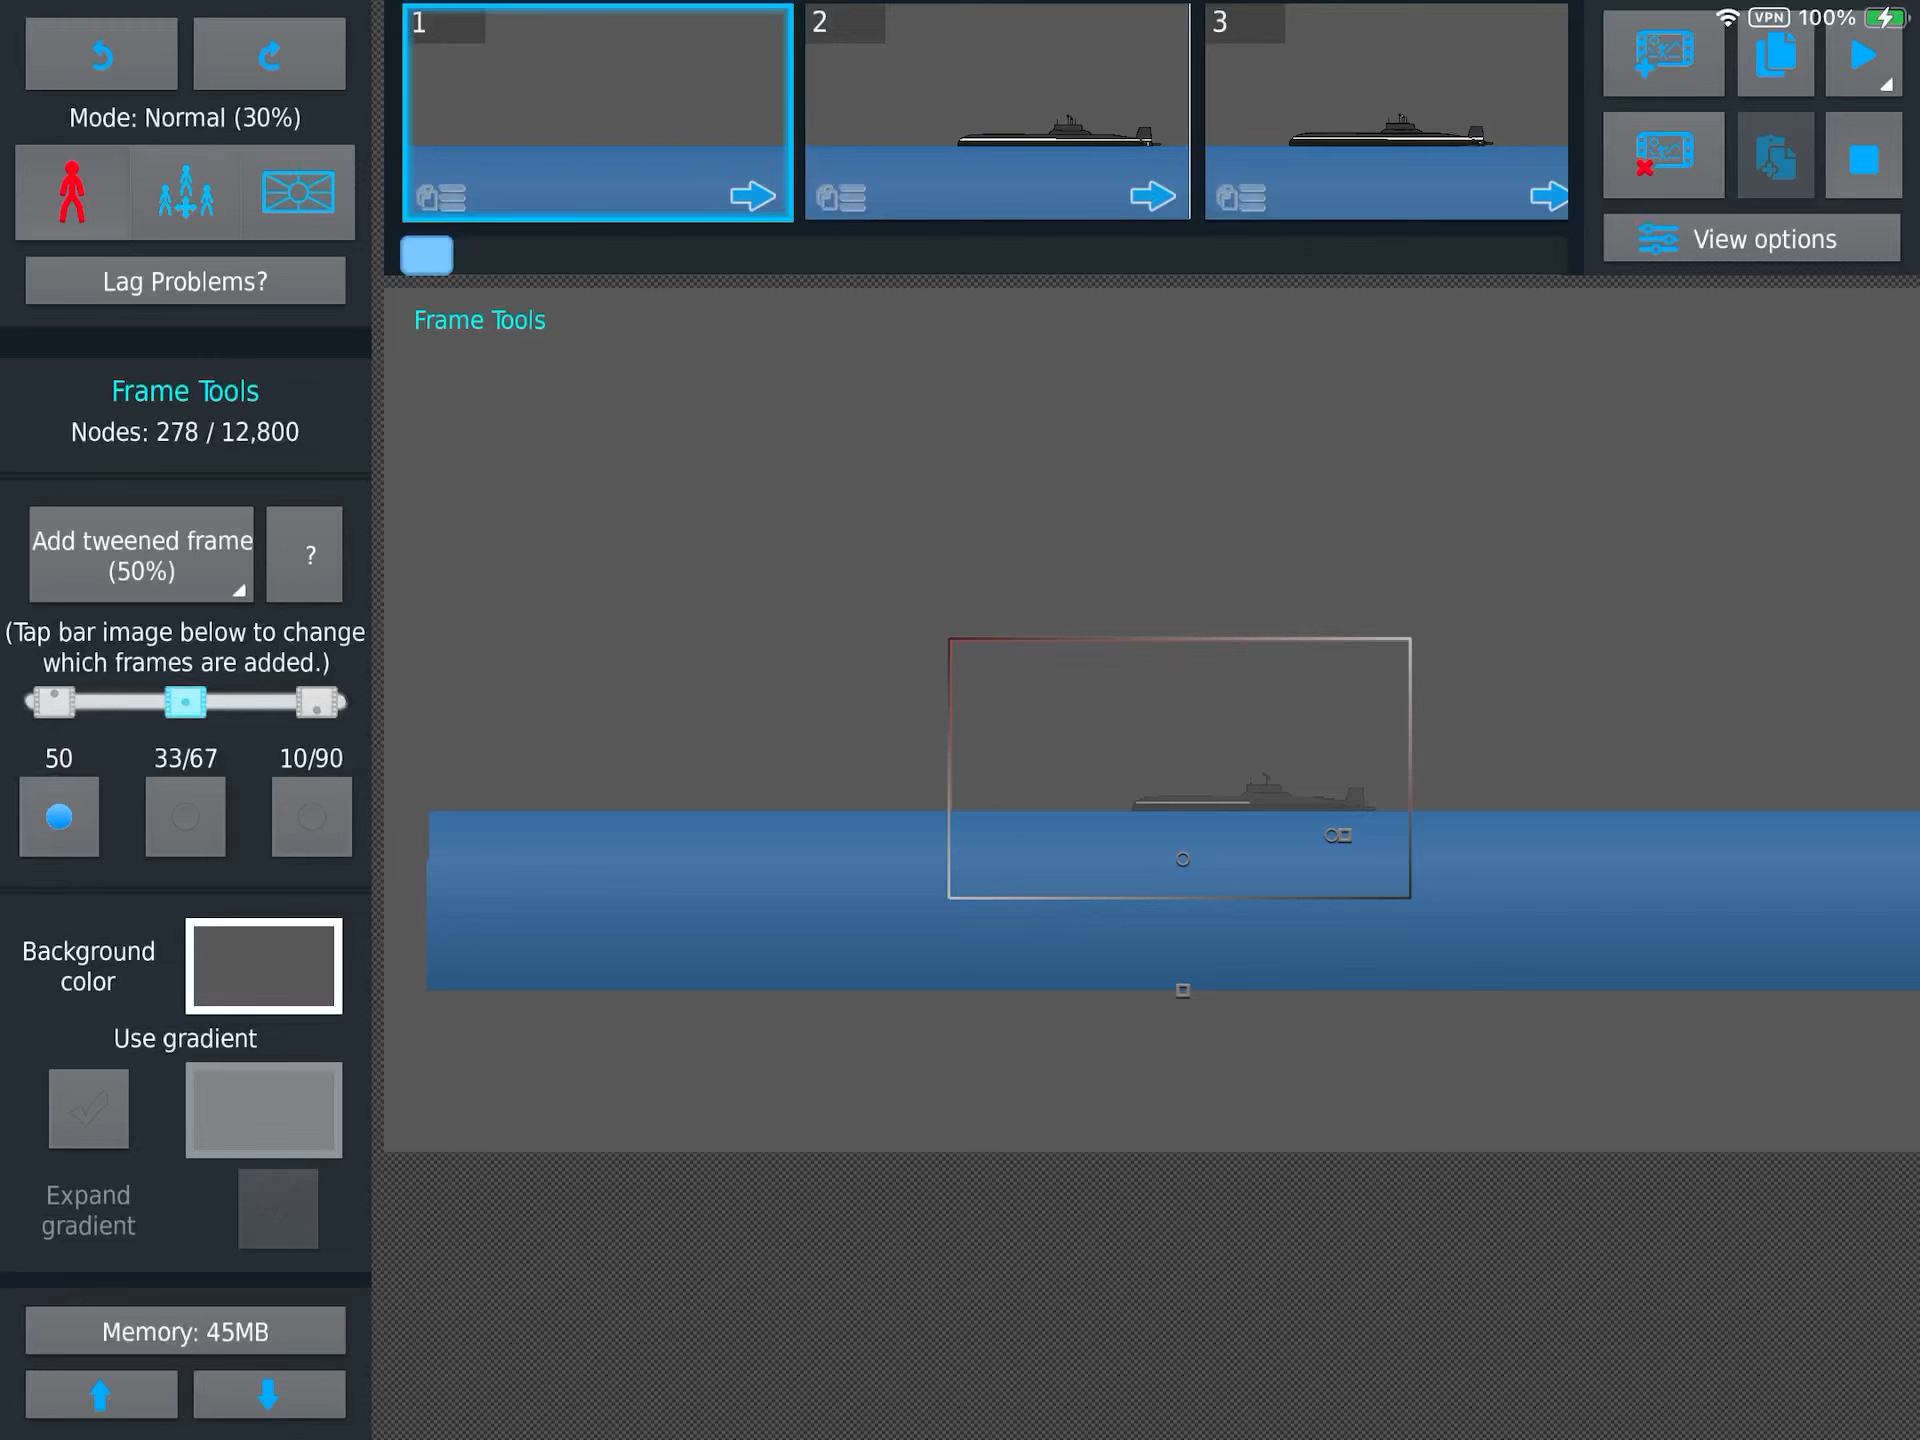 1
2
3
VPN 100%
Mode: Normal (30%)
Lag Problems?
View options
Frame Tools
Frame Tools
Nodes: 278 / 12,800
Add tweened frame
(50%)
?
(Tap bar image below to change
which frames are added.)
50
33/67
10/90
Background
color
Use gradient
Expand
gradient
Memory: 45MB